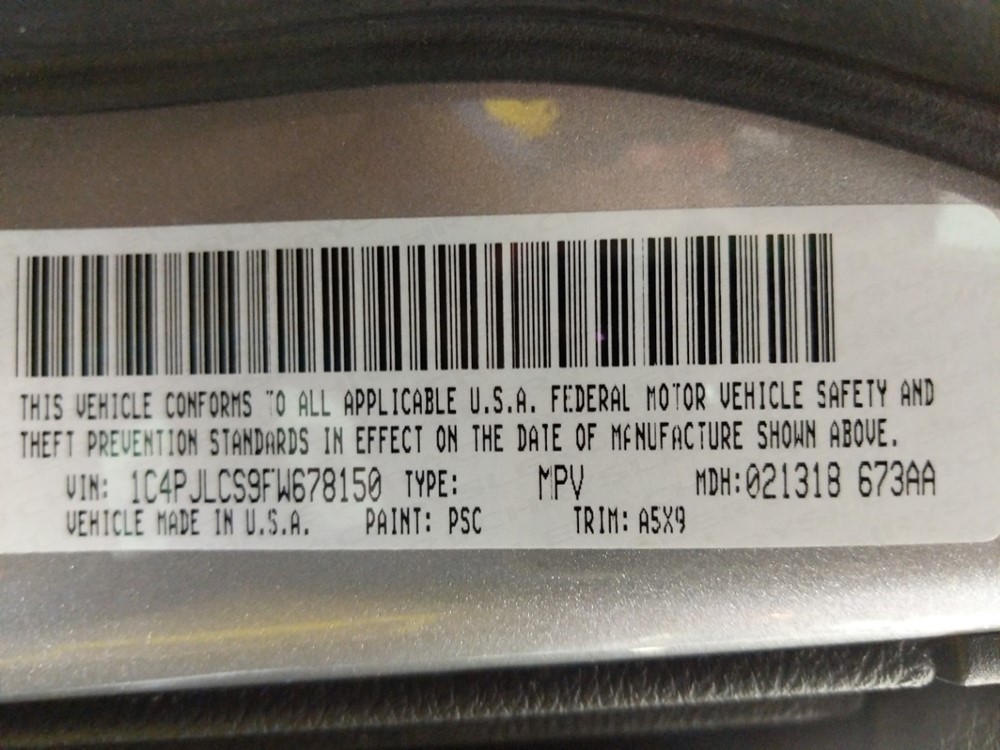 THIS VEHICLE CONFORMS TO ALL APPLICABLE U.S.A. FEDERAL MOTOR VEHICLE SAFETY AND
THEFT PREVENTION STANDARDS IN EFFECT ON THE DATE OF MANUFACTURE SHOWN ABOVE.
VIN: 1C4PJLCS9FW678150 TYPE: MPV MDH:021318 673AA
VEHICLE MADE IN U.S.A. PAINT: PSC TRIM: A5X9